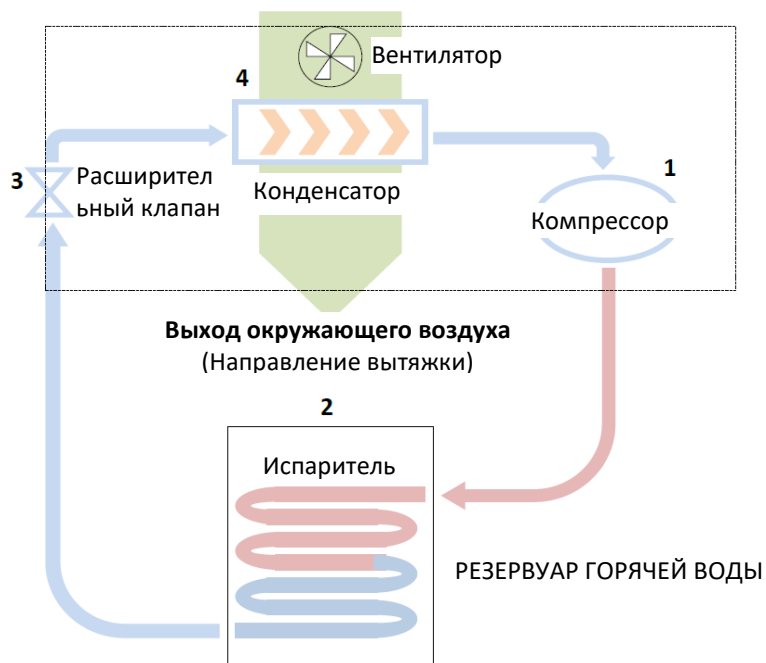 Вентилятор
4
Конденсатор
3
Расширител
ьный клапан
1
Компрессор
Выход окружающего воздуха
(Направление вытяжки)
2
Испаритель
РЕЗЕРВУАР ГОРЯЧЕЙ ВОДЫ